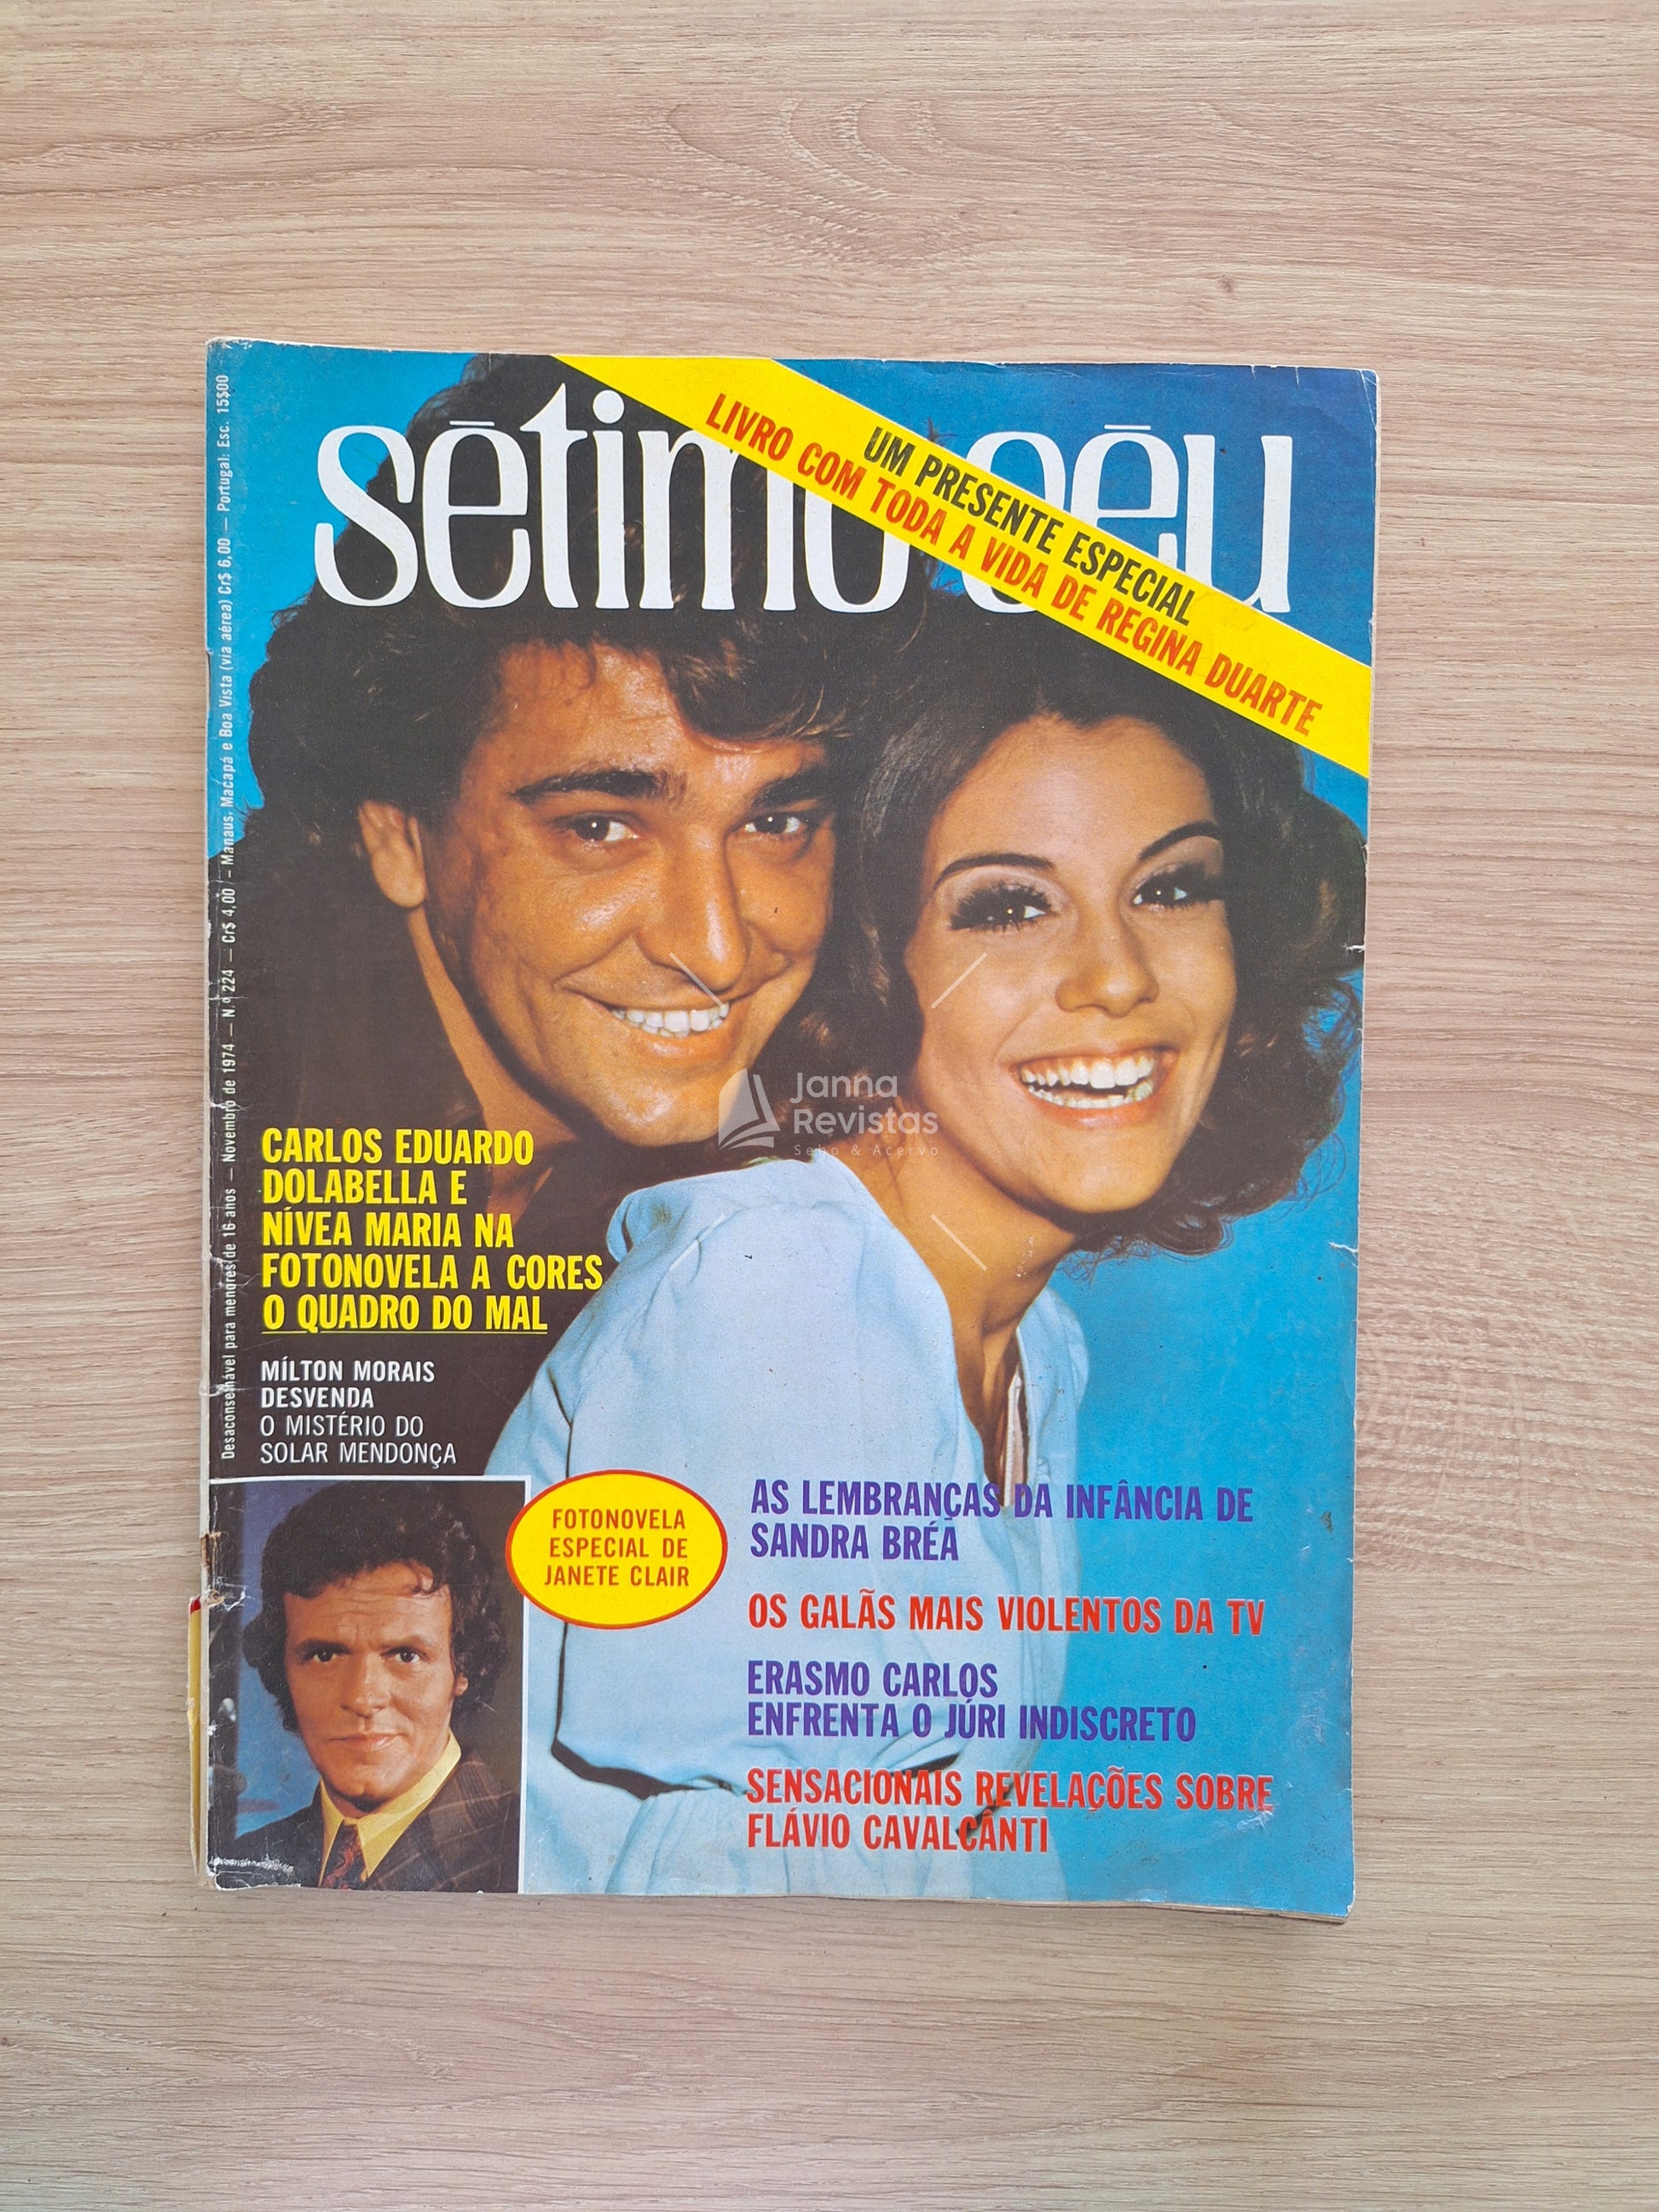 sétimo céu
UM PRESENTE ESPECIAL
LIVRO COM TODA A VIDA DE REGINA DUARTE
Desaconselhável para menores de 16 anos — Novembro de 1974 — N.º 224 — Cr$ 4,00 — Manaus, Macapá e Boa Vista (via aérea) Cr$ 6,00 — Portugal: Esc. 15$00
Janna
Revistas
Sebo & Acervo
CARLOS EDUARDO
DOLABELLA E
NÍVEA MARIA NA
FOTONOVELA A CORES
O QUADRO DO MAL
MÍLTON MORAIS
DESVENDA
O MISTÉRIO DO
SOLAR MENDONÇA
FOTONOVELA
ESPECIAL DE
JANETE CLAIR
AS LEMBRANÇAS DA INFÂNCIA DE
SANDRA BRÉA
OS GALÃS MAIS VIOLENTOS DA TV
ERASMO CARLOS
ENFRENTA O JÚRI INDISCRETO
SENSACIONAIS REVELAÇÕES SOBRE
FLÁVIO CAVALCÂNTI